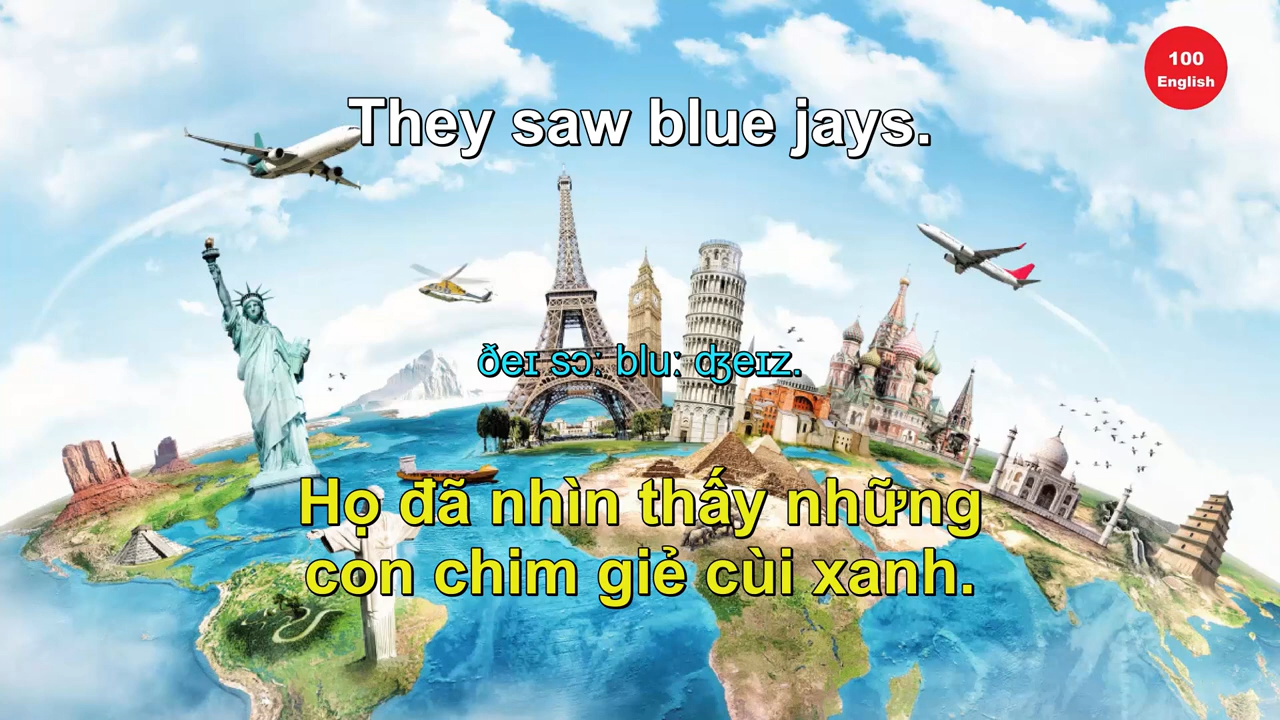 100
English
They saw blue jays.
ðeɪ sɔː bluː ʤeɪz.
Họ đã nhìn thấy những
con chim giẻ cùi xanh.